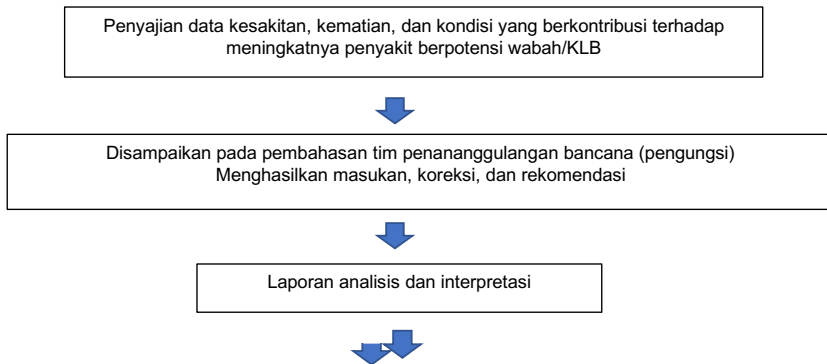 Penyajian data kesakitan, kematian, dan kondisi yang berkontribusi terhadap
meningkatnya penyakit berpotensi wabah/KLB
Disampaikan pada pembahasan tim penananggulangan bancana (pengungsi)
Menghasilkan masukan, koreksi, dan rekomendasi
Laporan analisis dan interpretasi